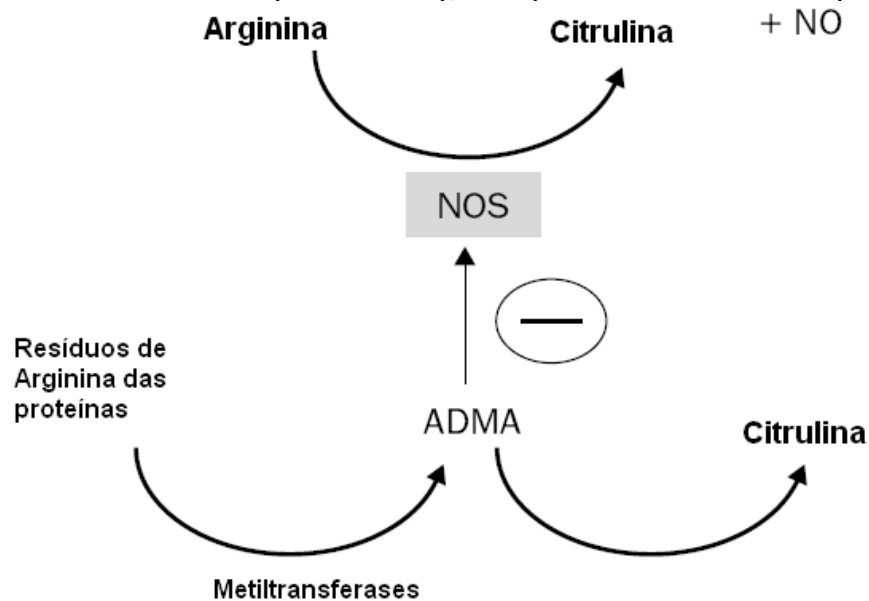 Arginina
Citrulina
+ NO
NOS
Resíduos de
Arginina das
proteínas
ADMA
Citrulina
Metiltransferases